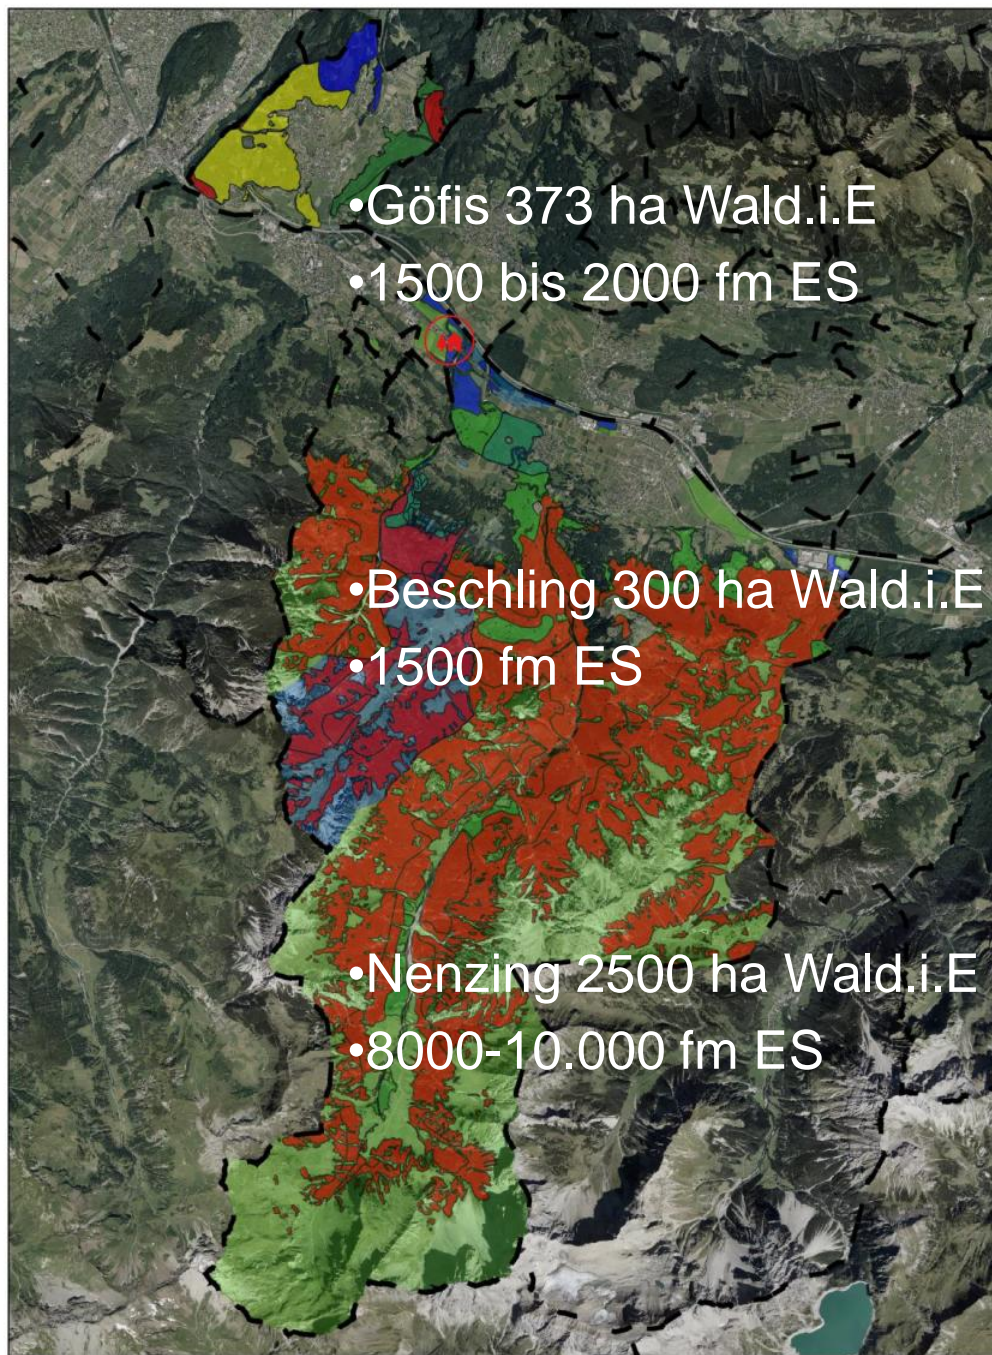 •Göfis 373 ha Wald.i.E
•1500 bis 2000 fm ES
•Beschling 300 ha Wald.i.E
•1500 fm ES
•Nenzing 2500 ha Wald.i.E
•8000-10.000 fm ES